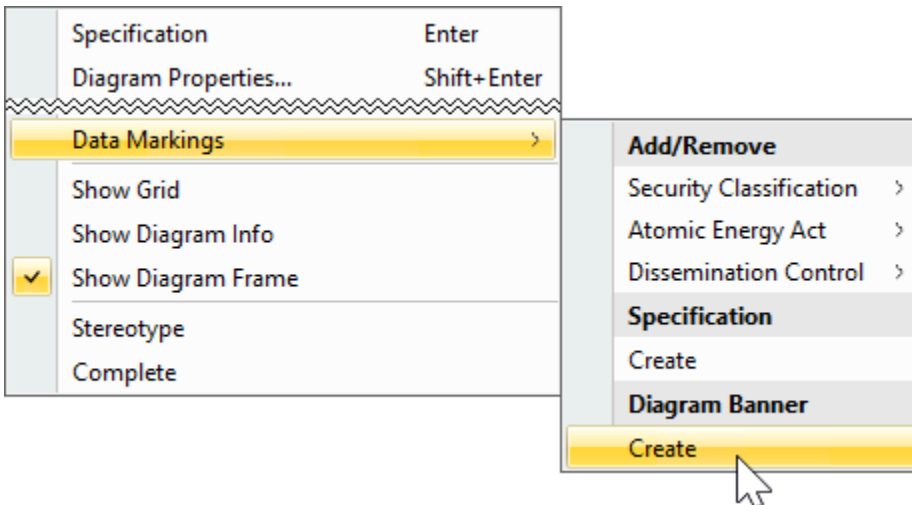 Specification Enter
Diagram Properties... Shift+Enter
Data Markings
Show Grid
Show Diagram Info
Show Diagram Frame
Stereotype
Complete
Add/Remove
Security Classification
Atomic Energy Act
Dissemination Control
Specification
Create
Diagram Banner
Create